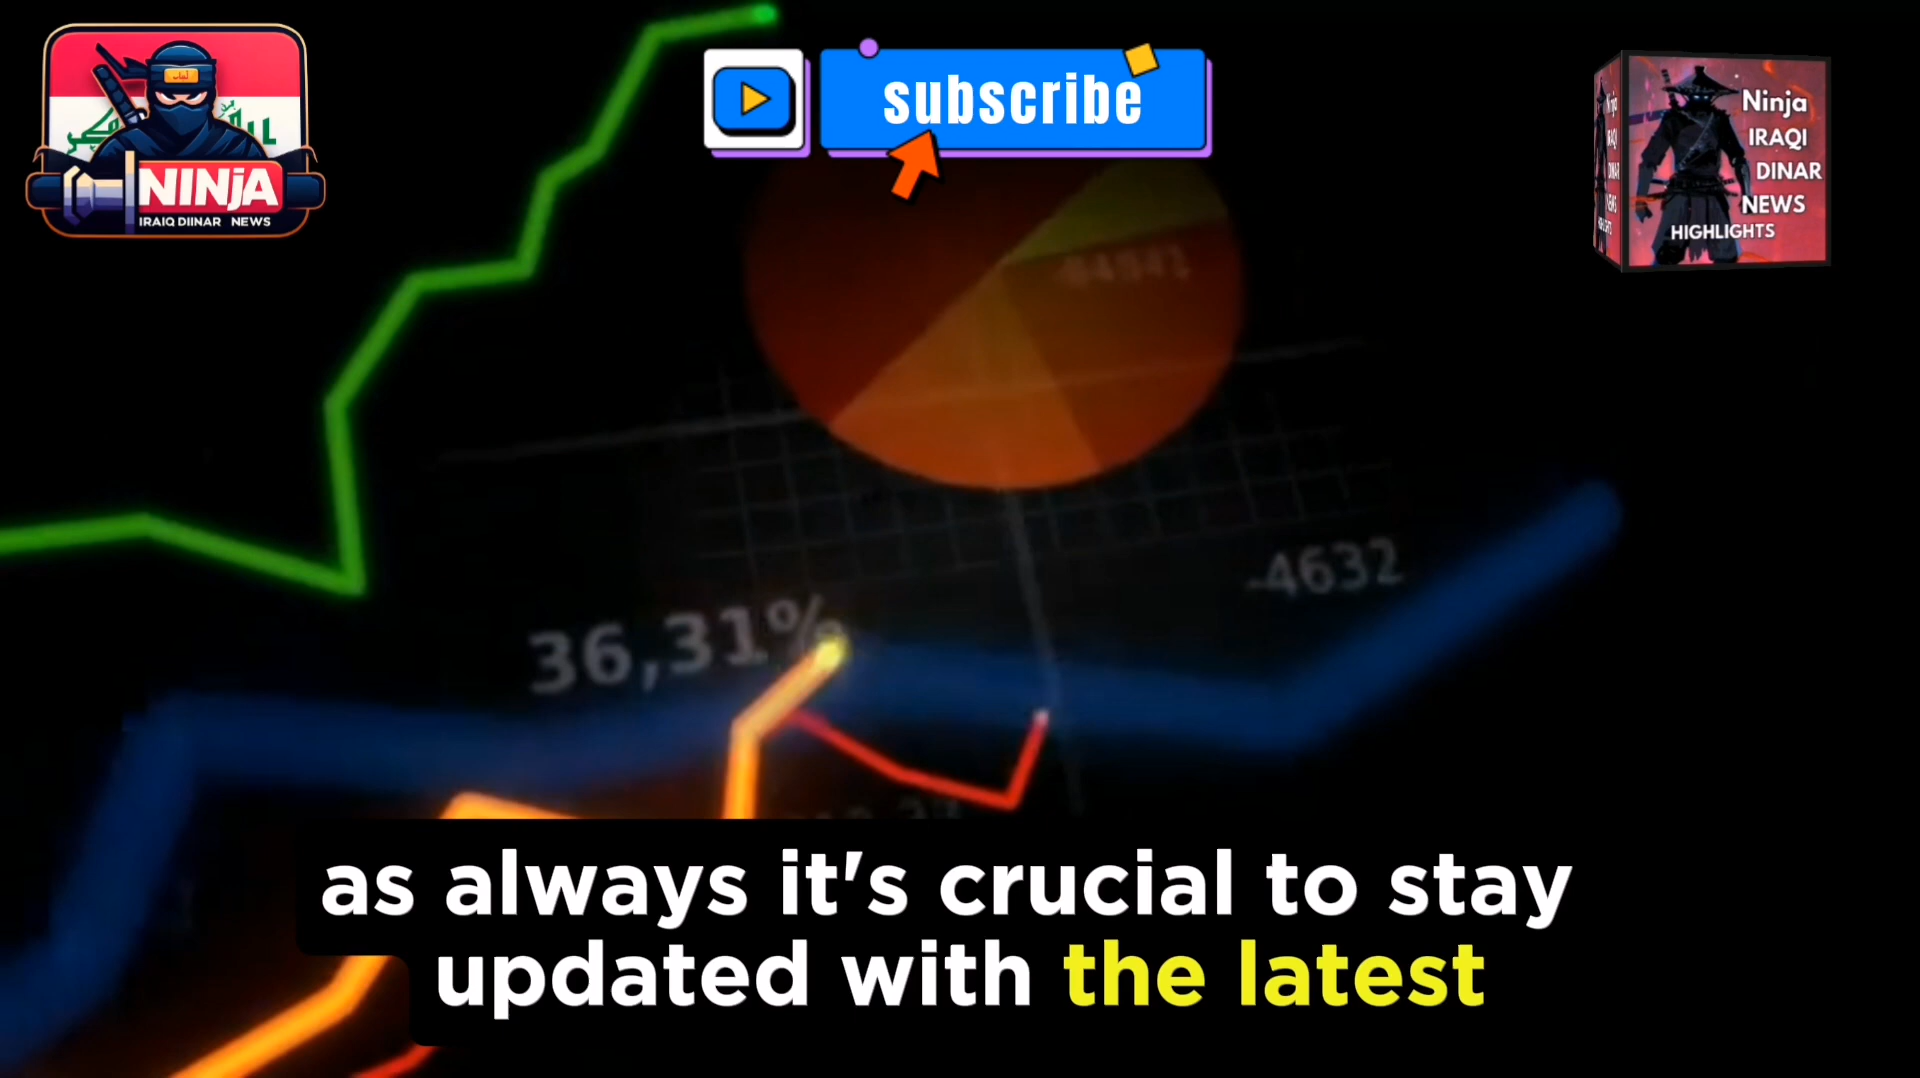 NINjA
IRAIQ DIINAR NEWS
subscribe
Ninja
IRAQI
DINAR
NEWS
HIGHLIGHTS
-4632
36,31%
as always it's crucial to stay
updated with the latest